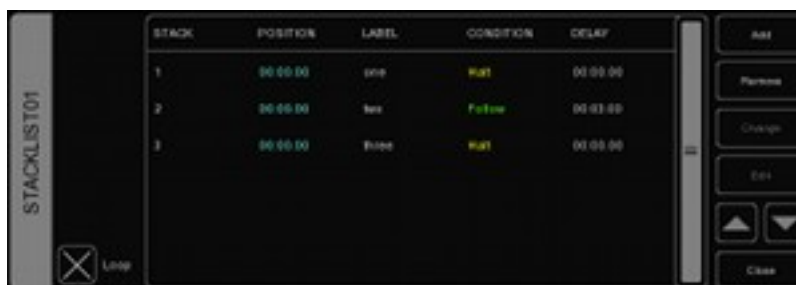 STACKLIST01
STACK POSITION LABEL CONDITION DELAY
1 00:00.00 one Halt 00:00.00
2 00:00.00 two Follow 00:03.00
3 00:00.00 three Halt 00:00.00
Loop
Add
Remove
Change
Edit
Close